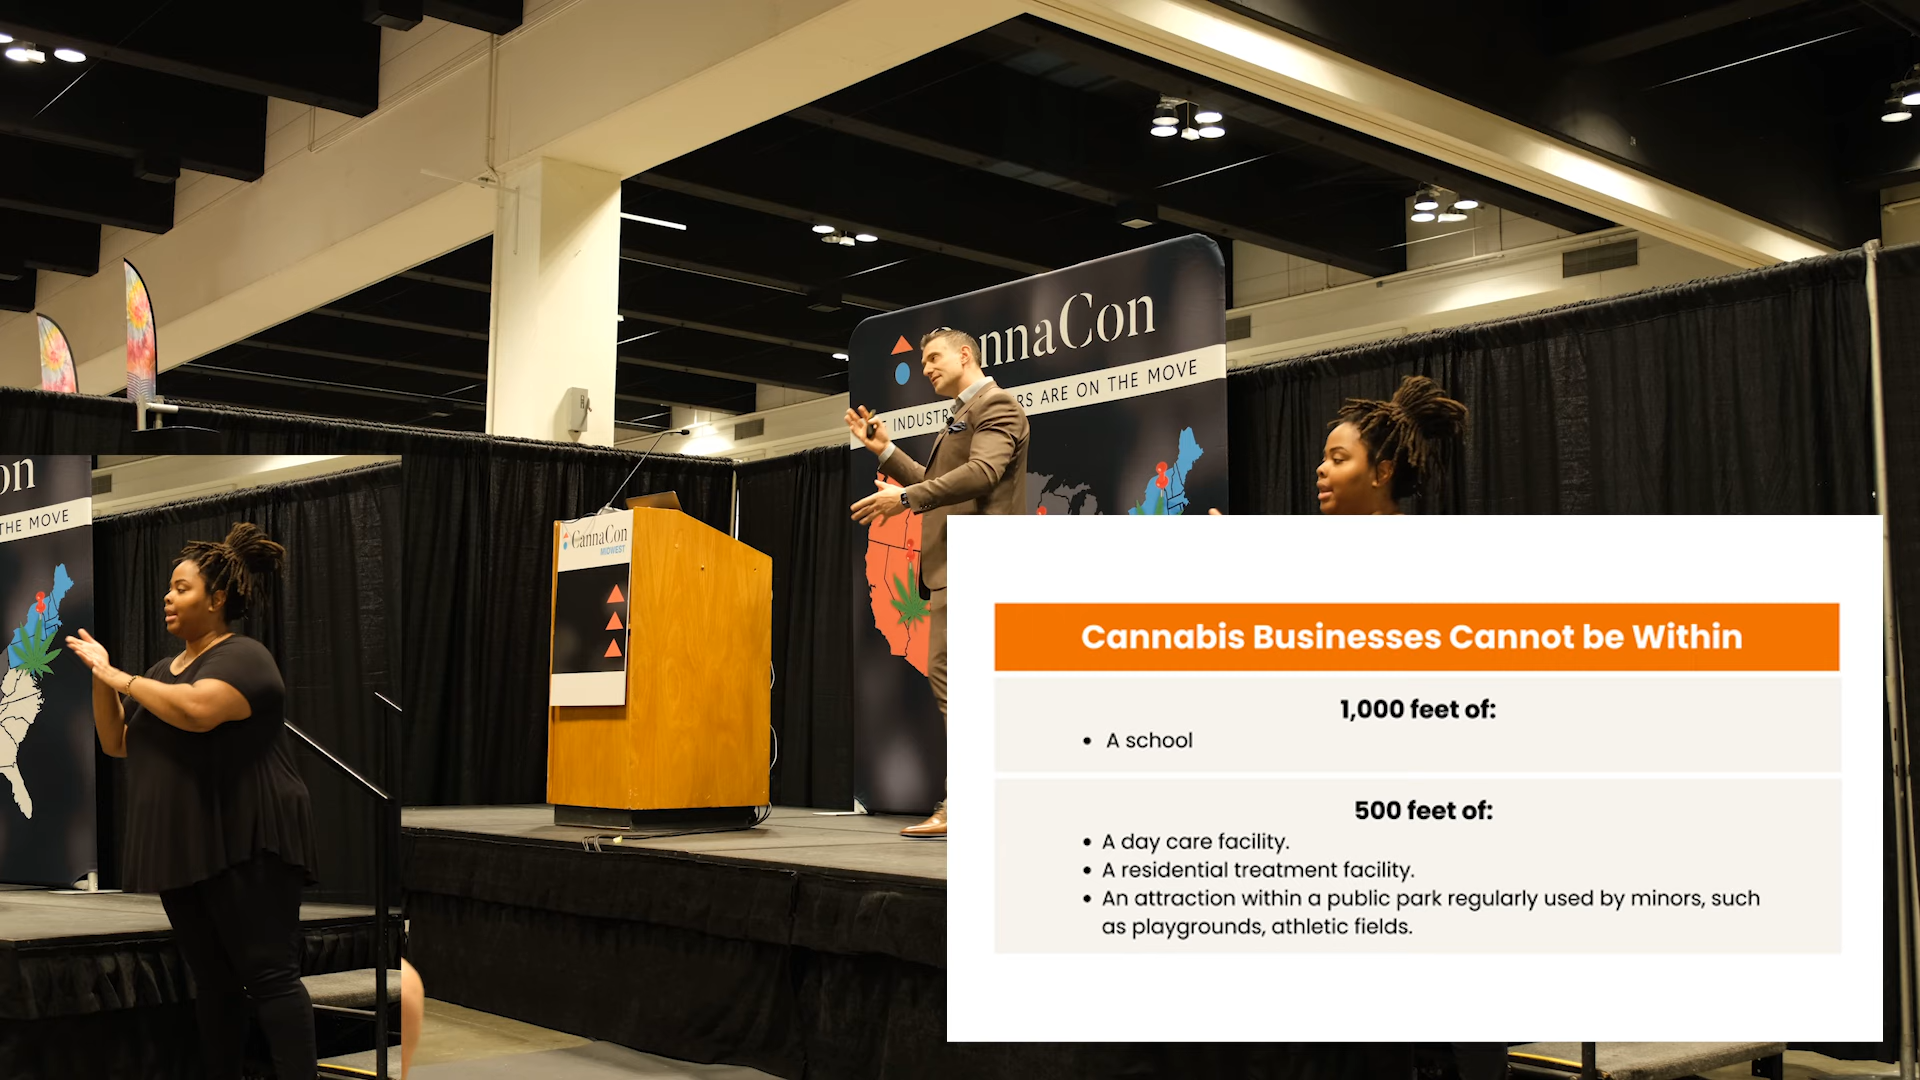 CannaCon
INDUSTRY
RS ARE ON THE MOVE
on
THE MOVE
CannaCon
MIDWEST
Cannabis Businesses Cannot be Within
1,000 feet of:
• A school
500 feet of:
• A day care facility.
• A residential treatment facility.
• An attraction within a public park regularly used by minors, such
as playgrounds, athletic fields.